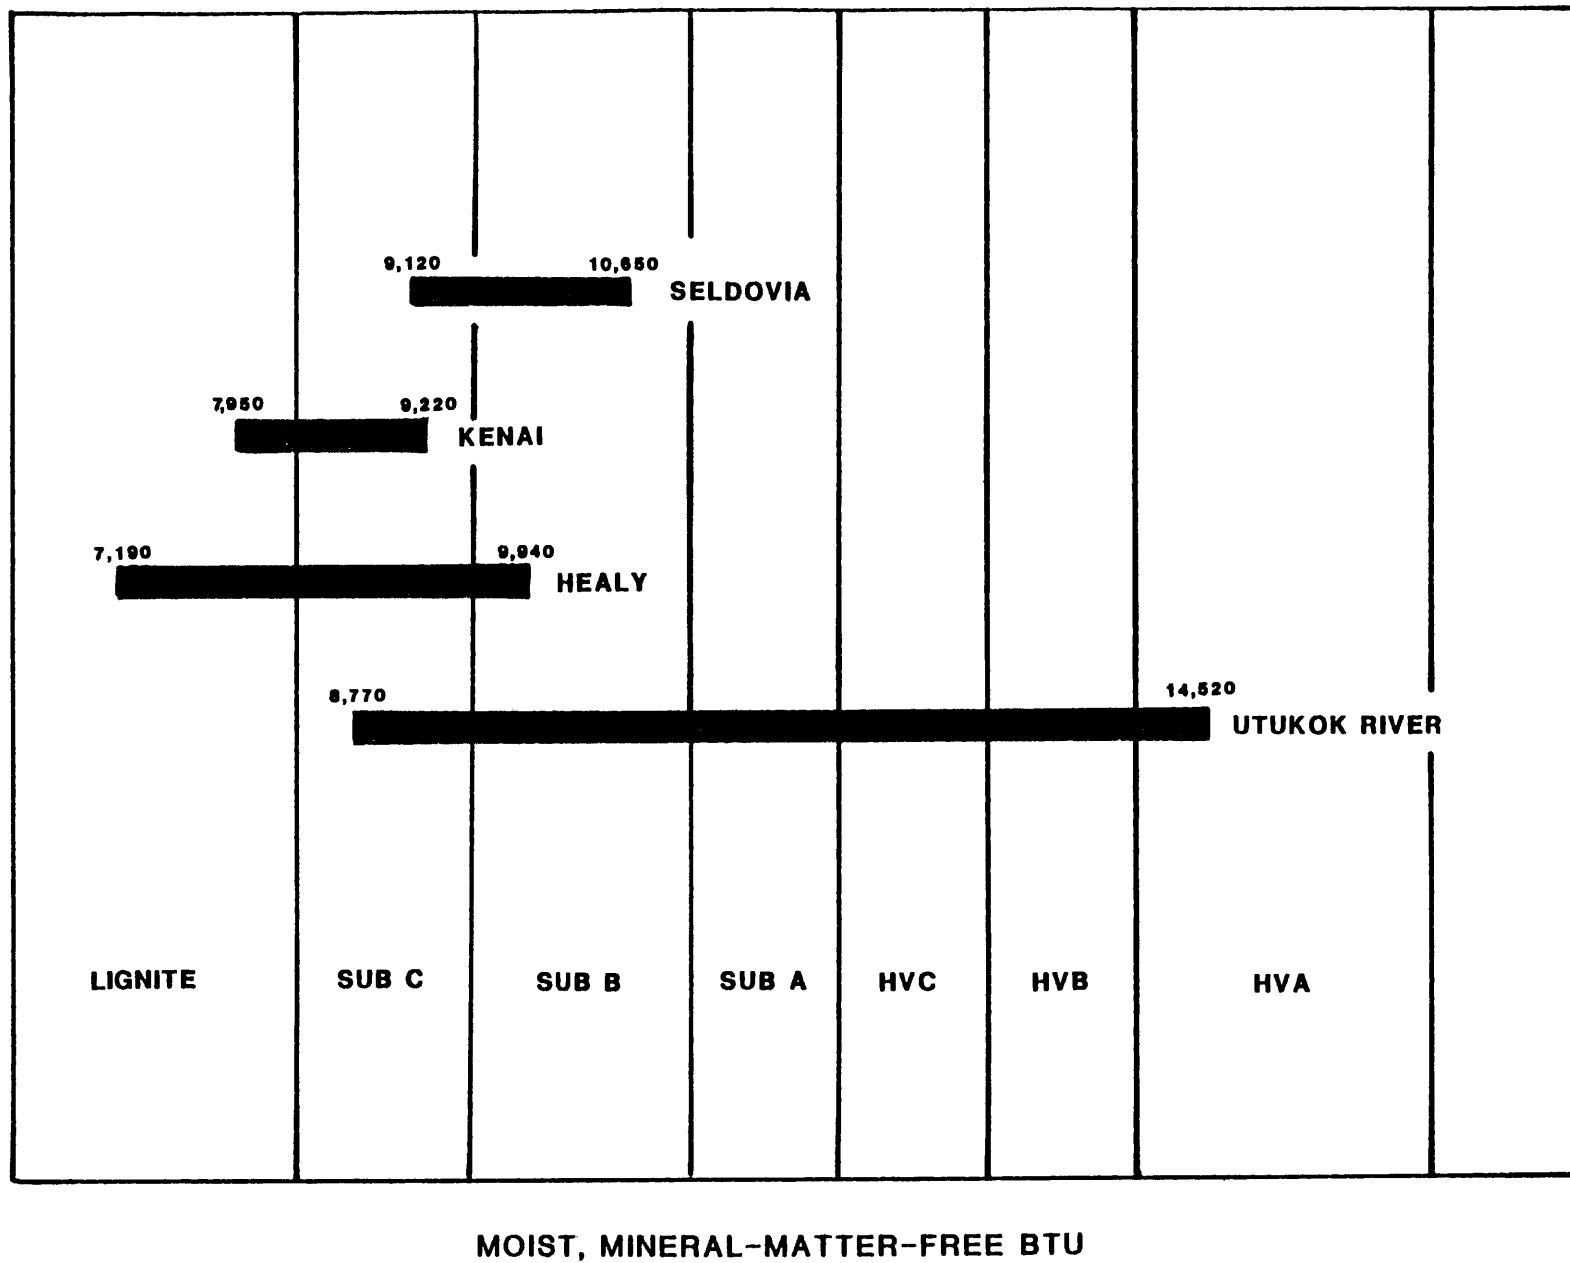 9,120 10,650
SELDOVIA
7,950 9,220
KENAI
7,190 9,940
HEALY
8,770 14,520
UTUKOK RIVER
LIGNITE SUB C SUB B SUB A HVC HVB HVA
MOIST, MINERAL-MATTER-FREE BTU